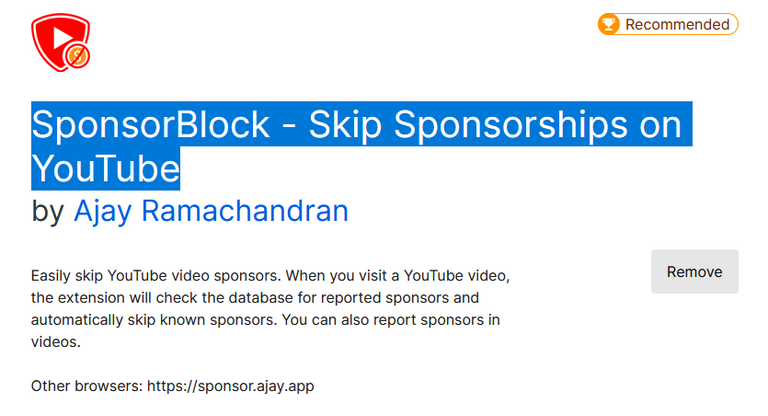 Recommended
SponsorBlock - Skip Sponsorships on
YouTube
by Ajay Ramachandran
Easily skip YouTube video sponsors. When you visit a YouTube video,
the extension will check the database for reported sponsors and
automatically skip known sponsors. You can also report sponsors in
videos.
Remove
Other browsers: https://sponsor.ajay.app